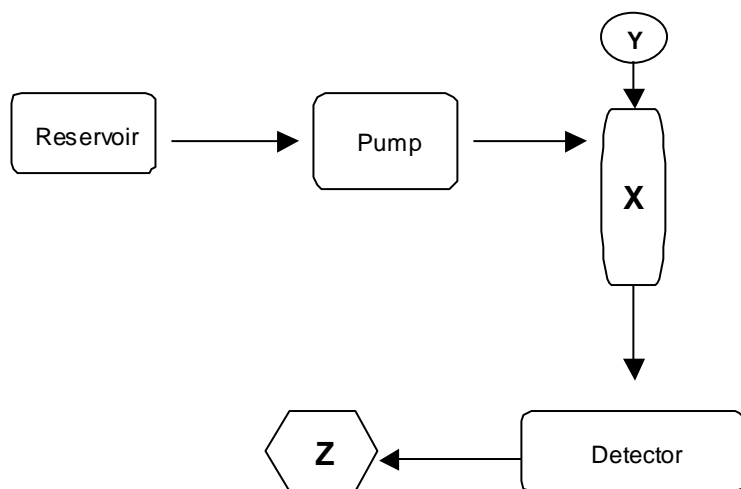 Y
Reservoir
Pump
X
Z
Detector